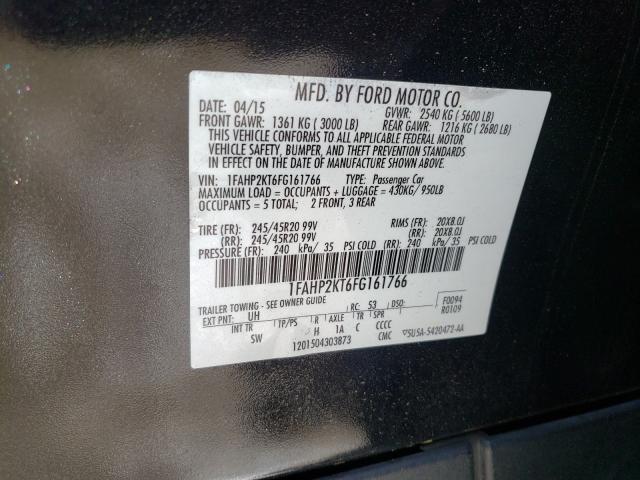 MFD. BY FORD MOTOR CO.
DATE: 04/15 GVWR: 2540 KG ( 5600 LB)
FRONT GAWR: 1361 KG ( 3000 LB) REAR GAWR: 1216 KG ( 2680 LB)
THIS VEHICLE CONFORMS TO ALL APPLICABLE FEDERAL MOTOR
VEHICLE SAFETY, BUMPER, AND THEFT PREVENTION STANDARDS
IN EFFECT ON THE DATE OF MANUFACTURE SHOWN ABOVE.
VIN: 1FAHP2KT6FG161766 TYPE: Passenger Car
MAXIMUM LOAD = OCCUPANTS + LUGGAGE = 430KG/ 950LB
OCCUPANTS = 5 TOTAL; 2 FRONT, 3 REAR
TIRE (FR): 245/45R20 99V RIMS (FR): 20X8.0J
(RR): 245/45R20 99V (RR): 20X8.0J
PRESSURE (FR): 240 kPa/ 35 PSI COLD (RR): 240 kPa/ 35 PSI COLD
1FAHP2KT6FG161766
TRAILER TOWING - SEE OWNER GUIDE RC: 53 DSO: F0094
EXT PNT: UH R0109
INT TR TP/PS R AXLE TR SPR
SW H 1A C CCCC
1201504303873 CMC ▽5U5A-5420472-AA